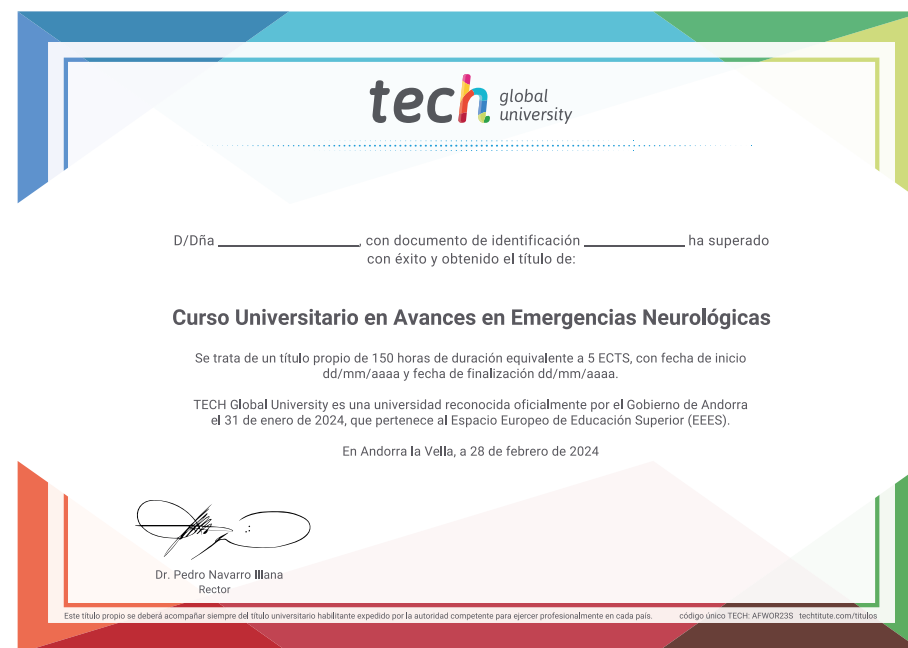 tech global
university
D/Dña ______________, con documento de identificación __________ ha superado
con éxito y obtenido el título de:
Curso Universitario en Avances en Emergencias Neurológicas
Se trata de un título propio de 150 horas de duración equivalente a 5 ECTS, con fecha de inicio
dd/mm/aaaa y fecha de finalización dd/mm/aaaa.
TECH Global University es una universidad reconocida oficialmente por el Gobierno de Andorra
el 31 de enero de 2024, que pertenece al Espacio Europeo de Educación Superior (EEES).
En Andorra la Vella, a 28 de febrero de 2024
Dr. Pedro Navarro Illana
Rector
Este título propio se deberá acompañar siempre del título universitario habilitante expedido por la autoridad competente para ejercer profesionalmente en cada país. código único TECH: AFWOR23S techtitute.com/titulos